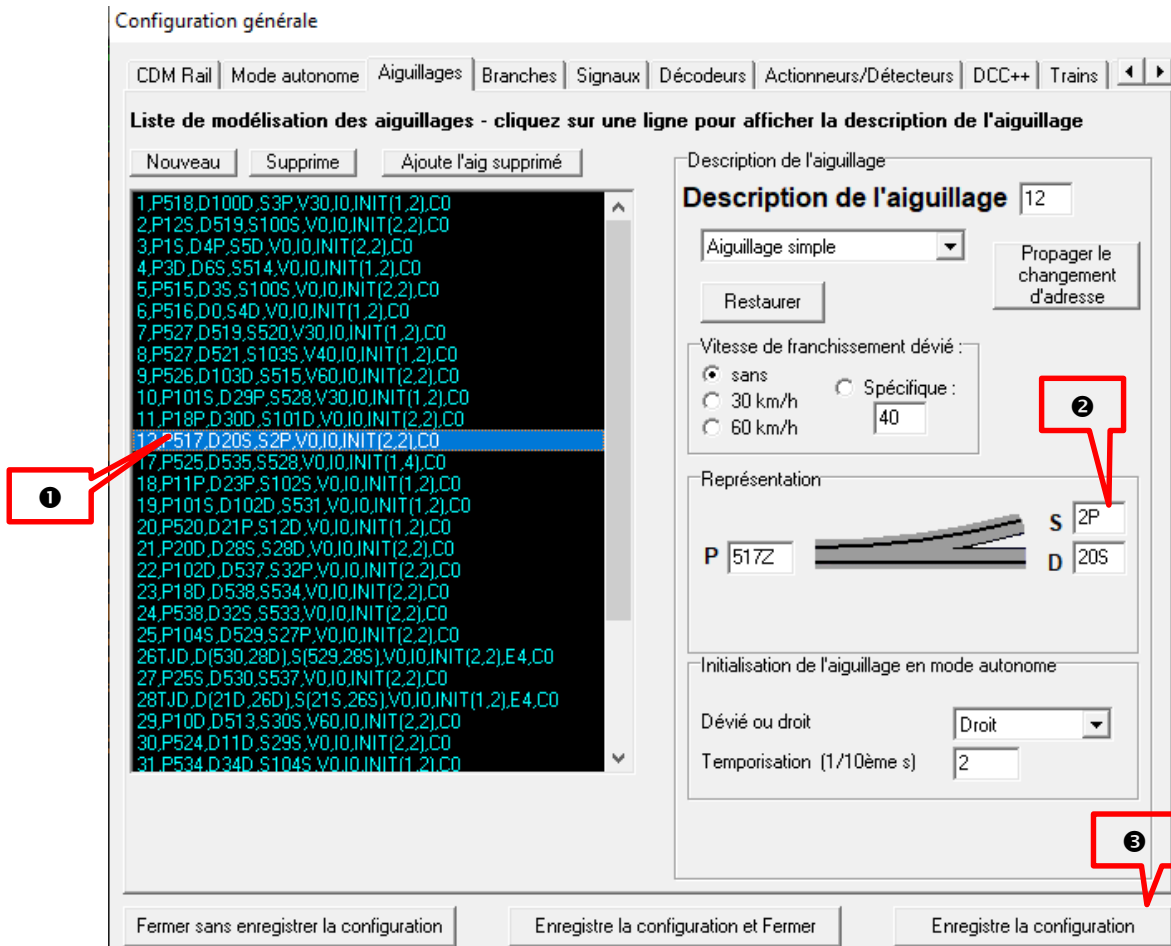 Configuration générale
CDM Rail Mode autonome Aiguillages Branches Signaux Décodeurs Actionneurs/Détecteurs DCC++ Trains
Liste de modélisation des aiguillages - cliquez sur une ligne pour afficher la description de l'aiguillage
Nouveau Supprime Ajoute l'aig supprimé
1,P518,D100D,S3P,V30,I0,INIT(1,2),C0
2,P12S,D519,S100S,V0,I0,INIT(2,2),C0
3,P1S,D4P,S5D,V0,I0,INIT(2,2),C0
4,P3D,D6S,S514,V0,I0,INIT(1,2),C0
5,P515,D3S,S100S,V0,I0,INIT(2,2),C0
6,P516,D0,S4D,V0,I0,INIT(1,2),C0
7,P527,D519,S520,V30,I0,INIT(1,2),C0
8,P527,D521,S103S,V40,I0,INIT(1,2),C0
9,P526,D103D,S515,V60,I0,INIT(2,2),C0
10,P101S,D29P,S528,V30,I0,INIT(1,2),C0
11,P18P,D30D,S101D,V0,I0,INIT(2,2),C0
12,P517,D20S,S2P,V0,I0,INIT(2,2),C0
17,P525,D535,S528,V0,I0,INIT(1,4),C0
18,P11P,D23P,S102S,V0,I0,INIT(1,2),C0
19,P101S,D102D,S531,V0,I0,INIT(1,2),C0
20,P520,D21P,S12D,V0,I0,INIT(1,2),C0
21,P20D,D28S,S28D,V0,I0,INIT(2,2),C0
22,P102D,D537,S32P,V0,I0,INIT(1,2),C0
23,P18D,D538,S534,V0,I0,INIT(2,2),C0
24,P538,D32S,S533,V0,I0,INIT(2,2),C0
25,P104S,D529,S27P,V0,I0,INIT(2,2),C0
26TJD,D(530,28D),S(529,28S),V0,I0,INIT(2,2),E4,C0
27,P25S,D530,S537,V0,I0,INIT(2,2),C0
28TJD,D(21D,26D),S(21S,26S),V0,I0,INIT(1,2),E4,C0
29,P10D,D513,S30S,V60,I0,INIT(2,2),C0
30,P524,D11D,S29S,V0,I0,INIT(2,2),C0
31,P534,D34D,S104S,V0,I0,INIT(1,2),C0
❶
Description de l'aiguillage
Description de l'aiguillage 12
Aiguillage simple
Propager le
changement
d'adresse
Restaurer
Vitesse de franchissement dévié :
sans
30 km/h
60 km/h
Spécifique :
40
❷
Représentation
S 2P
P 517Z
D 20S
Initialisation de l'aiguillage en mode autonome
Dévié ou droit Droit
Temporisation (1/10ème s) 2
❸
Fermer sans enregistrer la configuration Enregistre la configuration et Fermer Enregistre la configuration